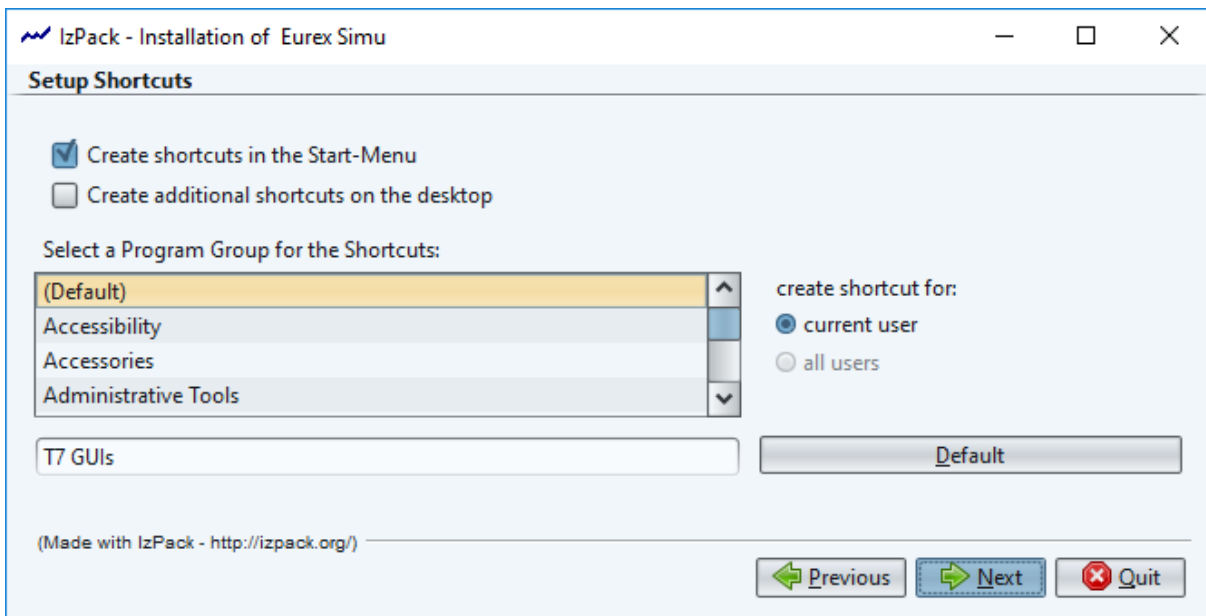 IzPack - Installation of Eurex Simu
Setup Shortcuts
Create shortcuts in the Start-Menu
Create additional shortcuts on the desktop
Select a Program Group for the Shortcuts:
(Default)
Accessibility
Accessories
Administrative Tools
create shortcut for:
current user
all users
T7 GUIs
Default
(Made with IzPack - http://izpack.org/)
Previous
Next
Quit